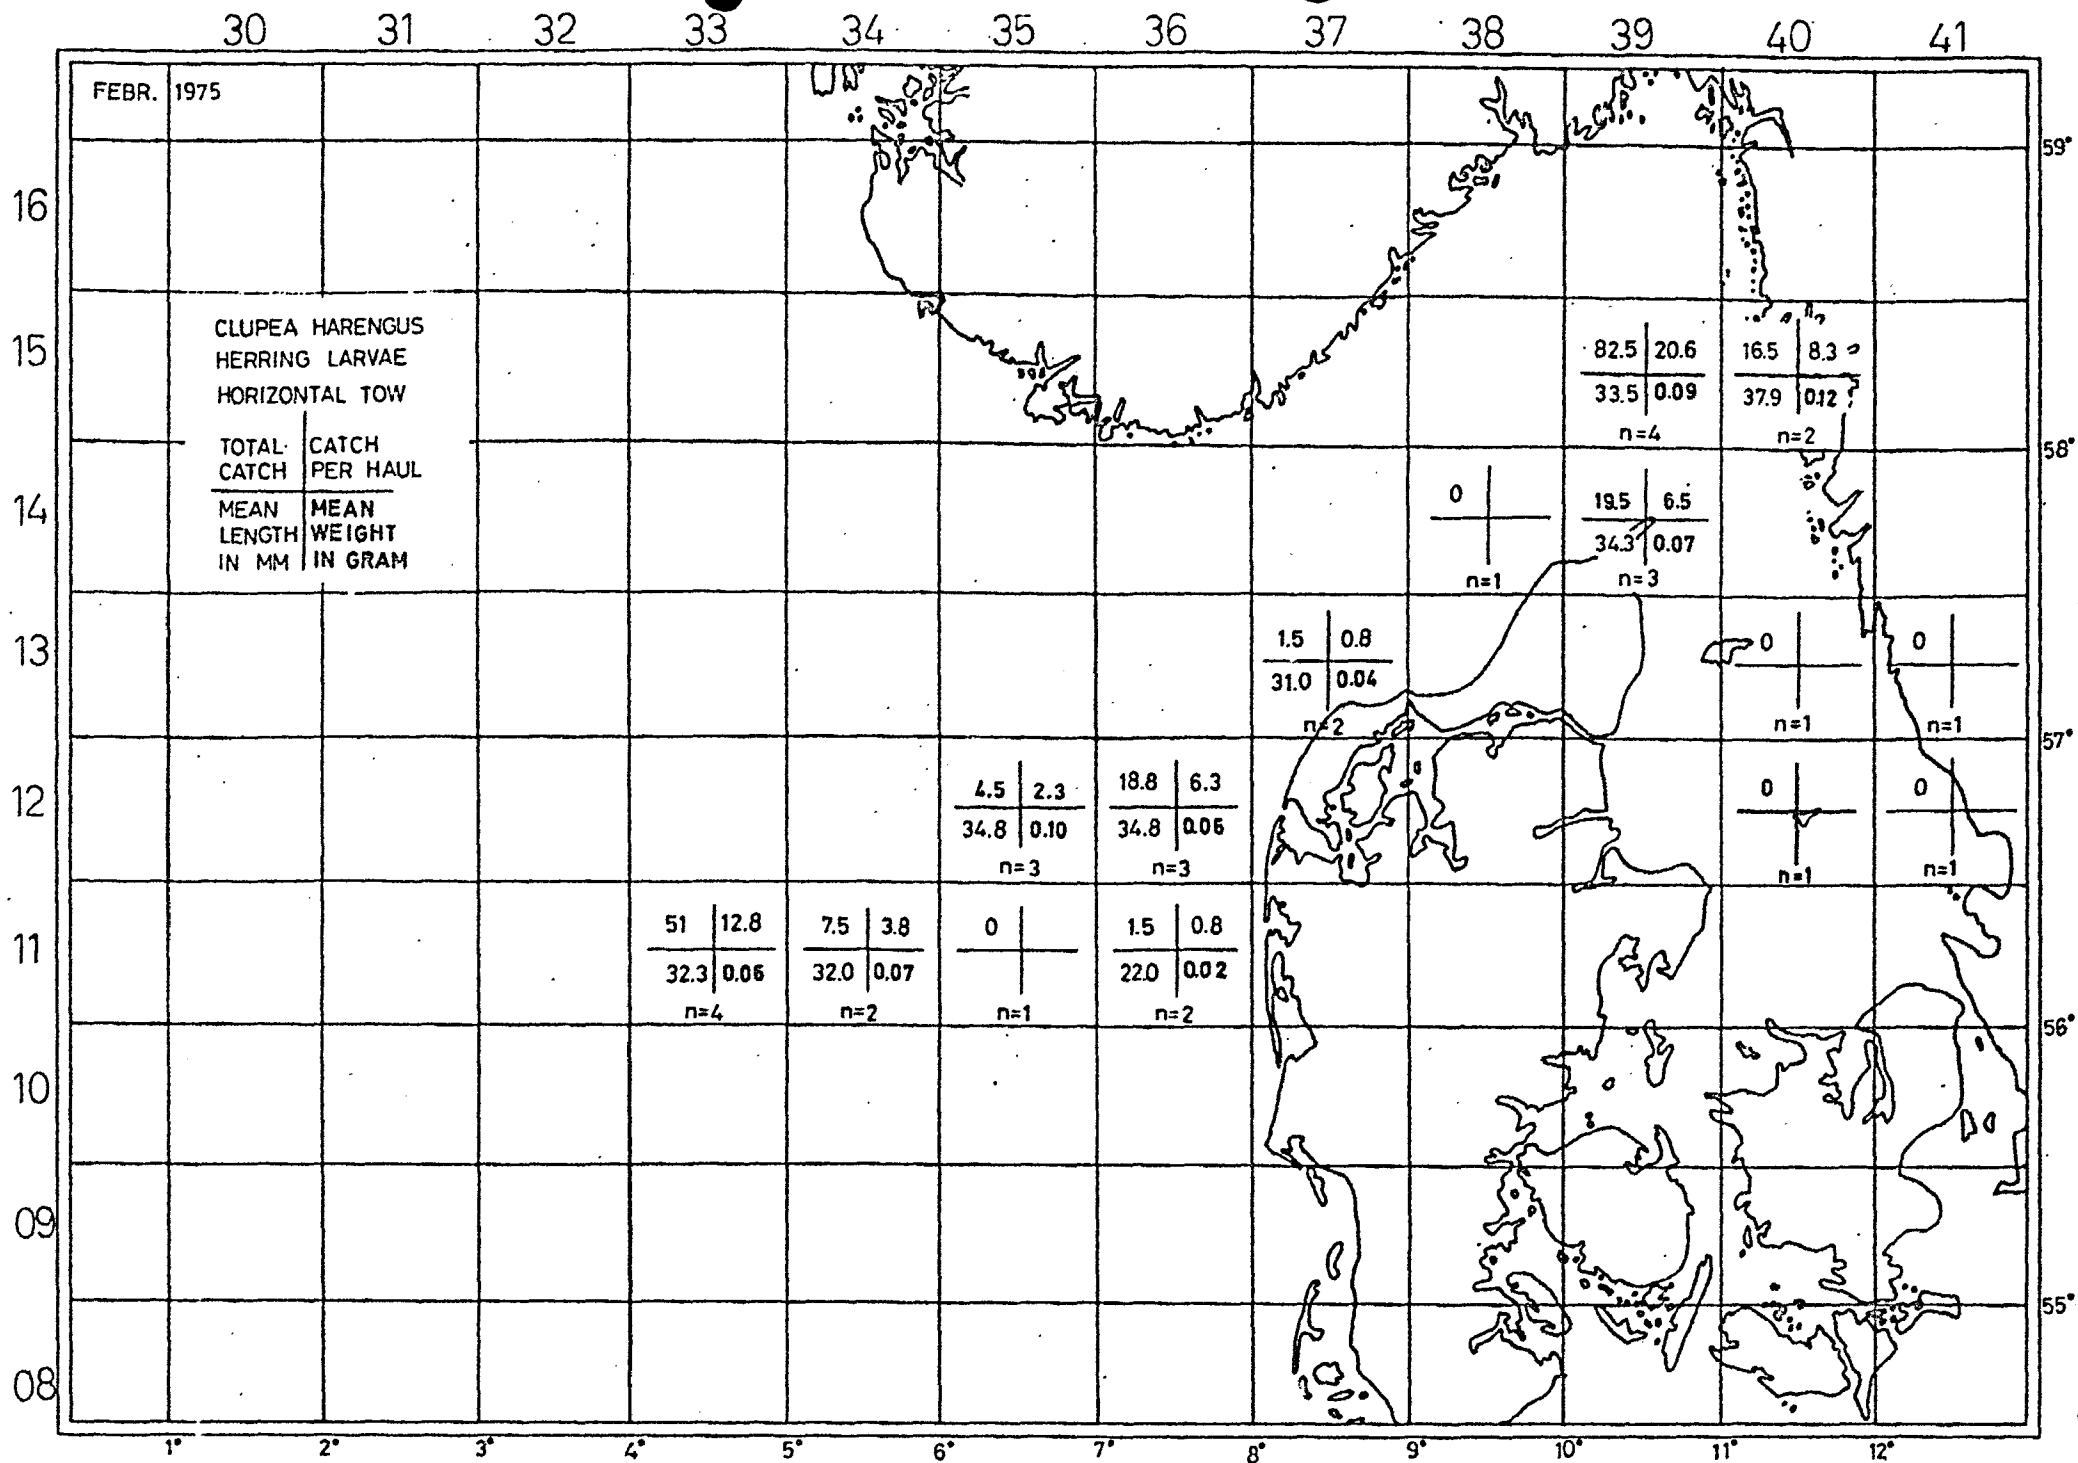 30 31 32 33 34 35 36 37 38 39 40 41
FEBR. 1975
59°
16
CLUPEA HARENGUS
HERRING LARVAE
HORIZONTAL TOW
15
82.5 20.6 16.5 8.3
33.5 0.09 37.9 0.12
n=4 n=2
TOTAL CATCH
CATCH PER HAUL
MEAN MEAN
LENGTH WEIGHT
IN MM IN GRAM
58°
14
0 19.5 6.5
34.3 0.07
n=1 n=3
13
1.5 0.8 0 0
31.0 0.04
n=2 n=1 n=1
57°
12
4.5 2.3 18.8 6.3 0 0
34.8 0.10 34.8 0.06
n=3 n=3 n=1 n=1
11
51 12.8 7.5 3.8 0 1.5 0.8
32.3 0.06 32.0 0.07 22.0 0.02
n=4 n=2 n=1 n=2
56°
10
09
55°
08
1° 2° 3° 4° 5° 6° 7° 8° 9° 10° 11° 12°